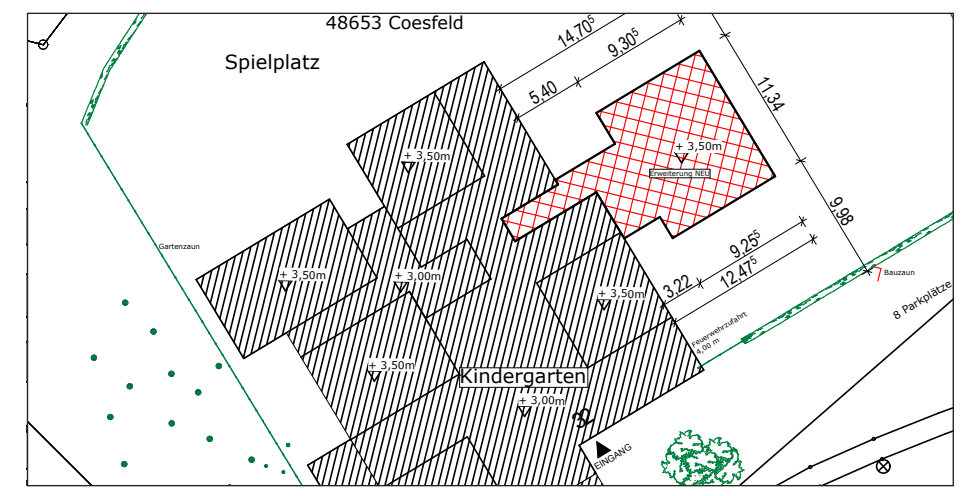 48653 Coesfeld
Spielplatz
14,70⁵
9,30⁵
5,40
11,34
+ 3,50m
+ 3,50m
Erweiterung NEU
9,98
Gartenzaun
+ 3,50m
+ 3,00m
+ 3,50m
9,25⁵
12,47⁵
3,22
Bauzaun
8 Parkplätze
Feuerwehrzufahrt
4,00 m
+ 3,50m
Kindergarten
+ 3,00m
32
EINGANG